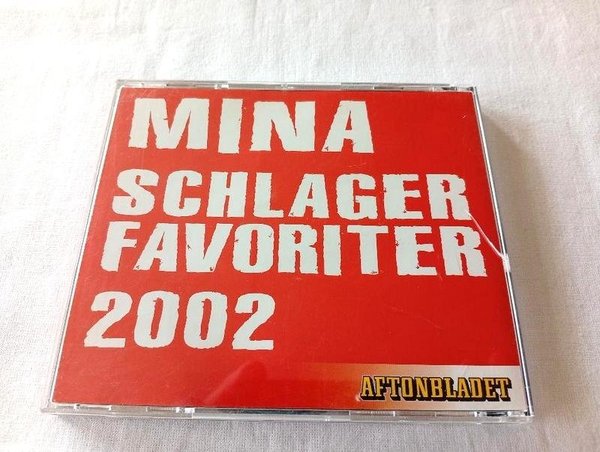 MINA
SCHLAGER
FAVORITER
2002
AFTONBLADET